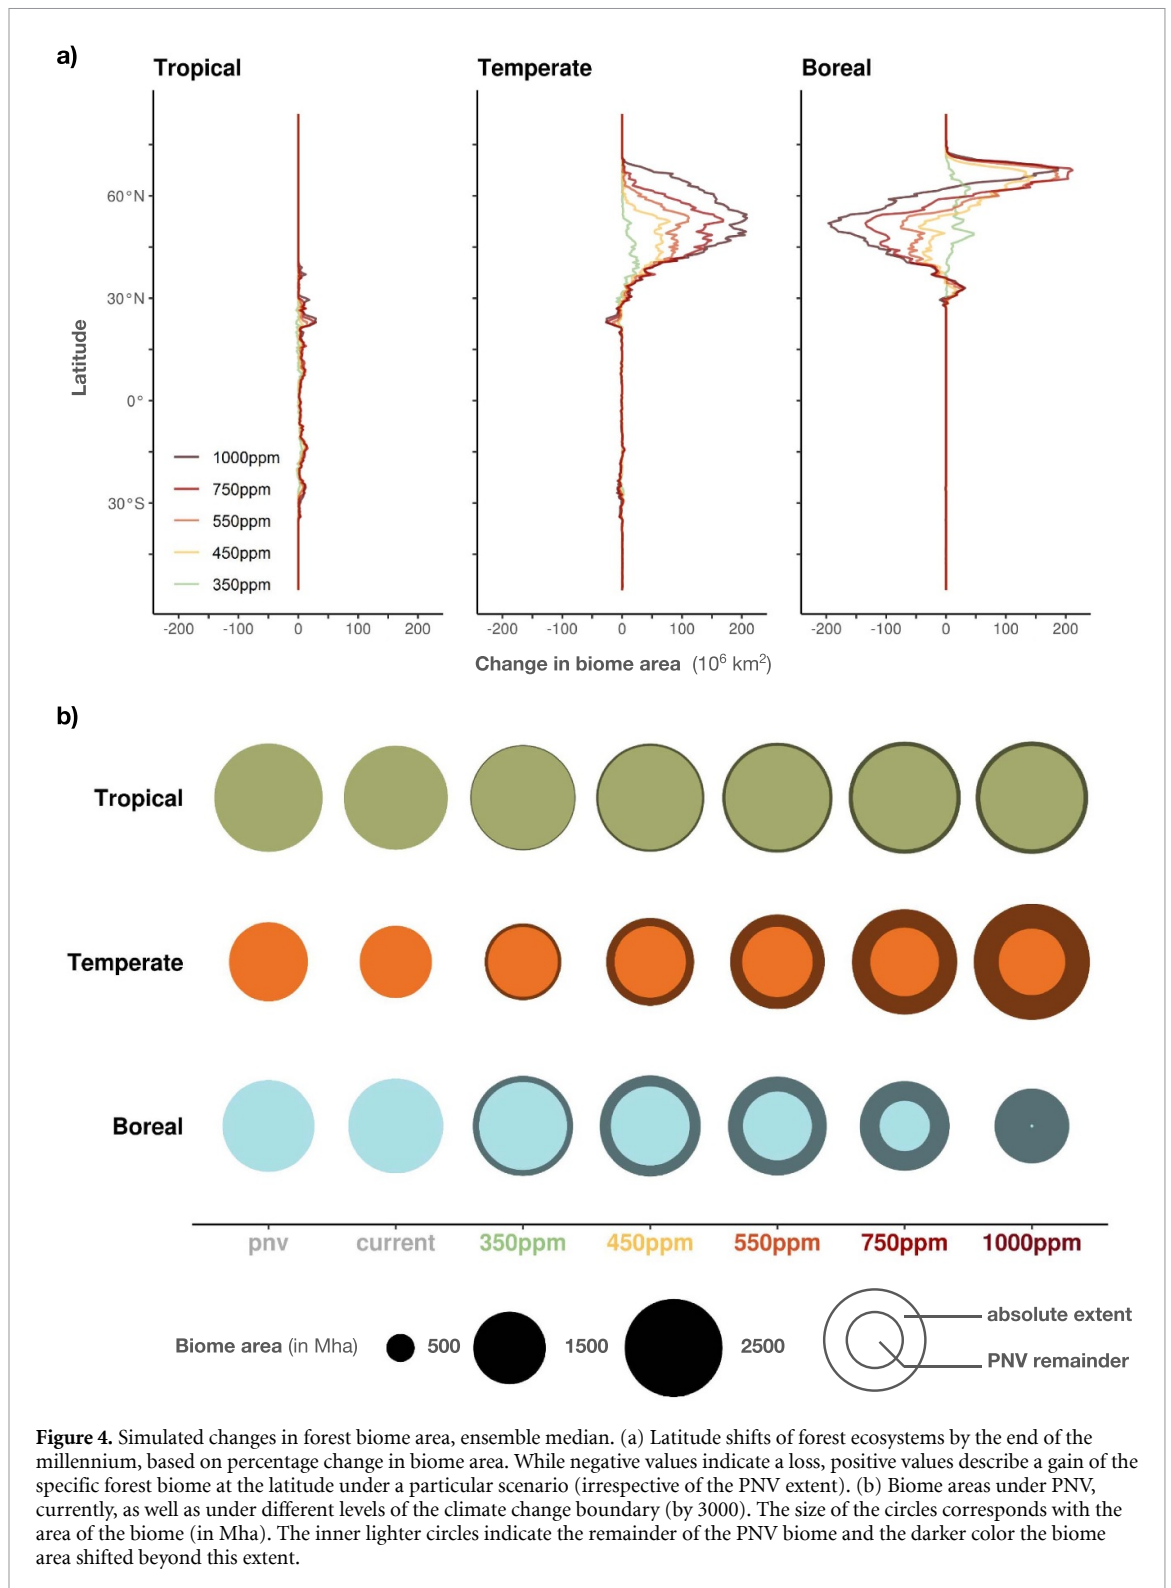 a)
Tropical
Temperate
Boreal
60°N
30°N
0°
30°S
Latitude
1000ppm
750ppm
550ppm
450ppm
350ppm
-200 -100 0 100 200
-200 -100 0 100 200
-200 -100 0 100 200
Change in biome area (10⁶ km²)
b)
Tropical
Temperate
Boreal
pnv current 350ppm 450ppm 550ppm 750ppm 1000ppm
Biome area (in Mha) 500 1500 2500
absolute extent
PNV remainder
Figure 4. Simulated changes in forest biome area, ensemble median. (a) Latitude shifts of forest ecosystems by the end of the
millennium, based on percentage change in biome area. While negative values indicate a loss, positive values describe a gain of the
specific forest biome at the latitude under a particular scenario (irrespective of the PNV extent). (b) Biome areas under PNV,
currently, as well as under different levels of the climate change boundary (by 3000). The size of the circles corresponds with the
area of the biome (in Mha). The inner lighter circles indicate the remainder of the PNV biome and the darker color the biome
area shifted beyond this extent.